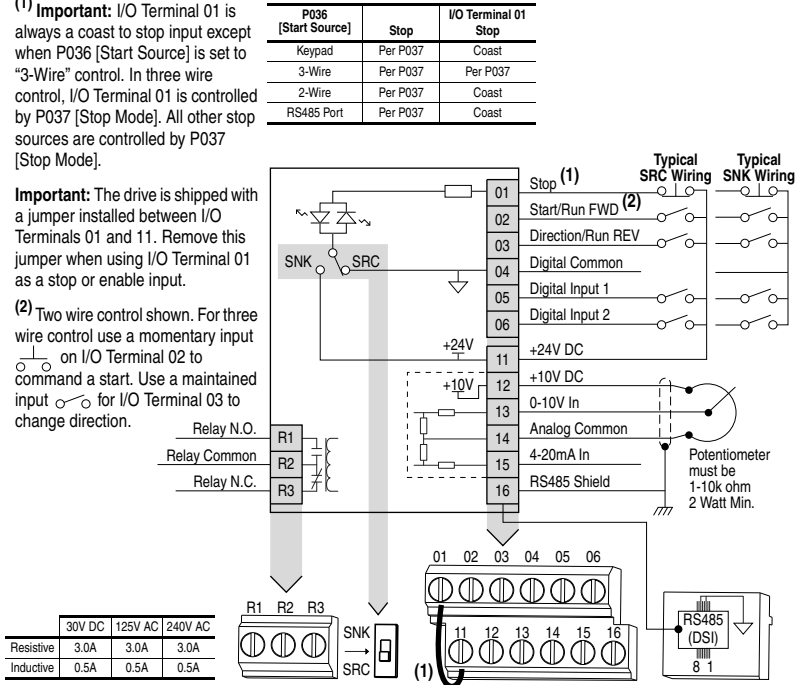 (1) Important: I/O Terminal 01 is
always a coast to stop input except
when P036 [Start Source] is set to
“3-Wire” control. In three wire
control, I/O Terminal 01 is controlled
by P037 [Stop Mode]. All other stop
sources are controlled by P037
[Stop Mode].
Important: The drive is shipped with
a jumper installed between I/O
Terminals 01 and 11. Remove this
jumper when using I/O Terminal 01
as a stop or enable input.
(2) Two wire control shown. For three
wire control use a momentary input
on I/O Terminal 02 to
command a start. Use a maintained
input for I/O Terminal 03 to
change direction.
P036
[Start Source] Stop I/O Terminal 01
Stop
Keypad Per P037 Coast
3-Wire Per P037 Per P037
2-Wire Per P037 Coast
RS485 Port Per P037 Coast
Typical
SRC Wiring
Typical
SNK Wiring
01 Stop (1)
02 Start/Run FWD (2)
03 Direction/Run REV
04 Digital Common
05 Digital Input 1
06 Digital Input 2
11 +24V DC
12 +10V DC
13 0-10V In
14 Analog Common
15 4-20mA In
16 RS485 Shield
SNK SRC
+24V
+10V
Potentiometer
must be
1-10k ohm
2 Watt Min.
Relay N.O. R1
Relay Common R2
Relay N.C. R3
30V DC 125V AC 240V AC
Resistive 3.0A 3.0A 3.0A
Inductive 0.5A 0.5A 0.5A
R1 R2 R3
SNK
SRC
01 02 03 04 05 06
11 12 13 14 15 16
(1)
RS485
(DSI)
8 1